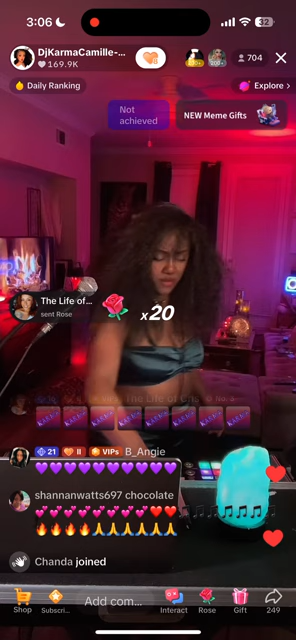 3:06
32
DjKarmaCamille-...
169.9K
704
Daily Ranking
Explore
Not
achieved
NEW Meme Gifts
The Life of...
sent Rose
x20
21 II VIPs B_Angie
💜💜💜💜💜💜💜💜💜💜💜
shannanwatts697 chocolate
💕💕💕💕💕💕💕💕❤️❤️
🔥🔥🔥🔥🙏🙏🙏🙏🙏
Chanda joined
Add com...
Shop
Subscri...
Interact
Rose
Gift
249